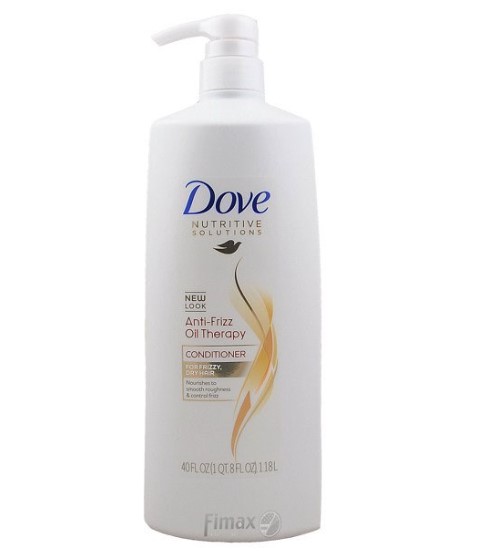 Dove
NUTRITIVE
SOLUTIONS
NEW
LOOK
Anti-Frizz
Oil Therapy
CONDITIONER
FOR FRIZZY,
DRY HAIR
Nourishes to
smooth roughness
& control frizz
40 FL OZ (1 QT. 8 FL OZ) 1.18 L
Fimax